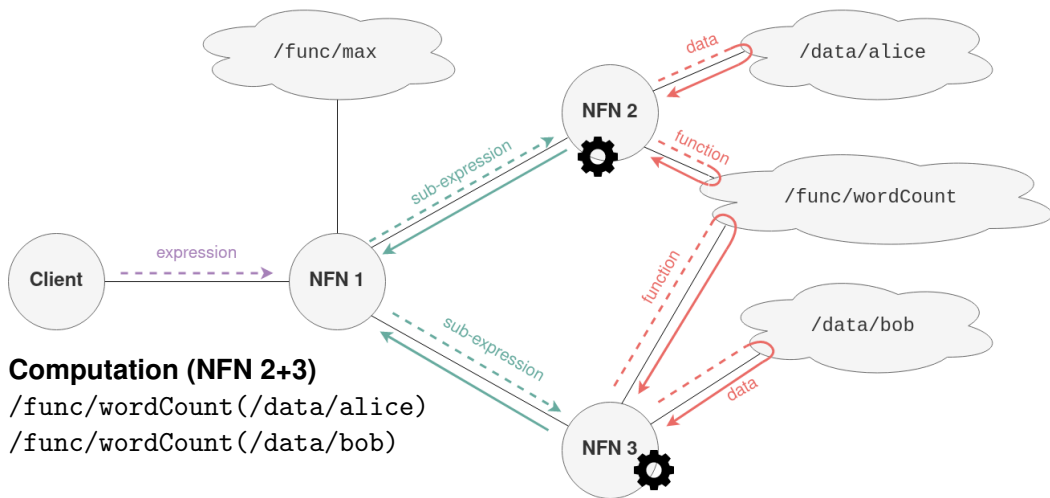 /func/max
data
/data/alice
NFN 2
function
sub-expression
/func/wordCount
expression
Client
NFN 1
function
sub-expression
/data/bob
data
Computation (NFN 2+3)
/func/wordCount(/data/alice)
/func/wordCount(/data/bob)
NFN 3